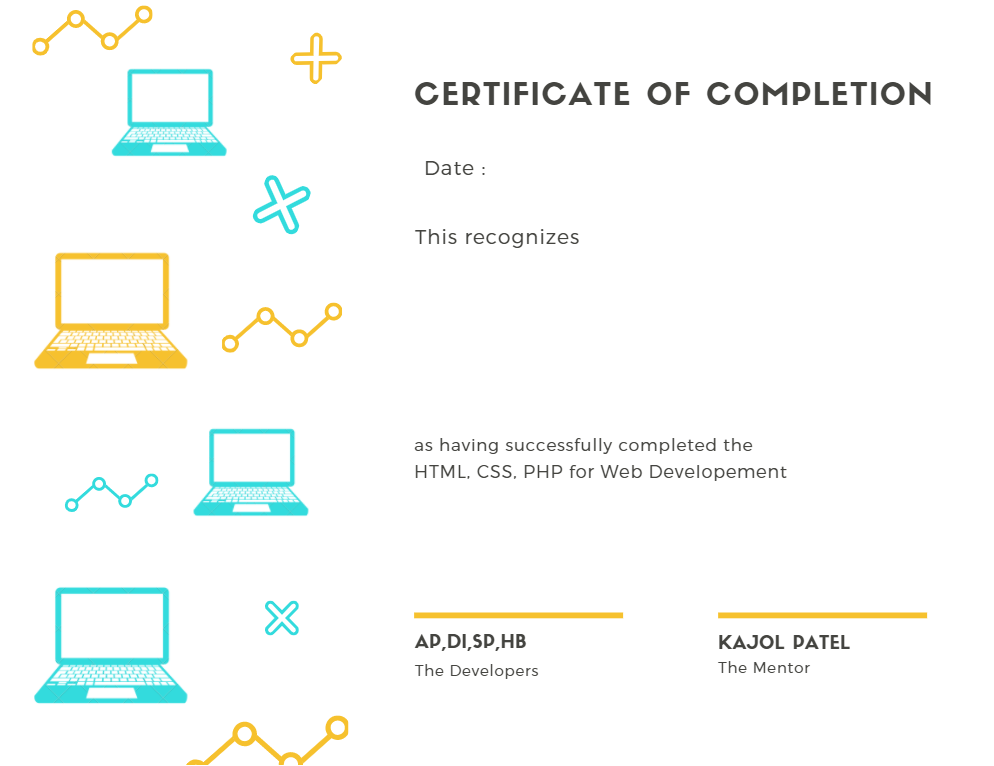 CERTIFICATE OF COMPLETION
Date :
This recognizes
as having successfully completed the
HTML, CSS, PHP for Web Developement
AP,DI,SP,HB
The Developers
KAJOL PATEL
The Mentor